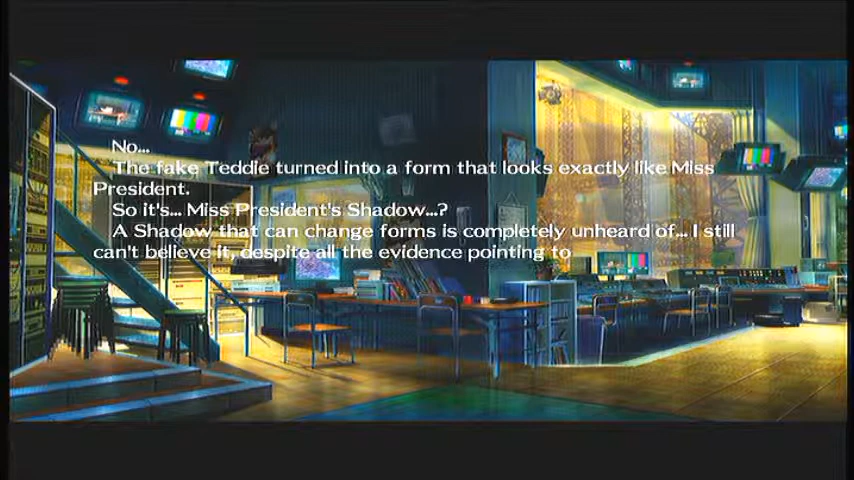 No...
The fake Teddie turned into a form that looks exactly like Miss
President.
So it's... Miss President's Shadow...?
A Shadow that can change forms is completely unheard of... I still
can't believe it, despite all the evidence pointing to